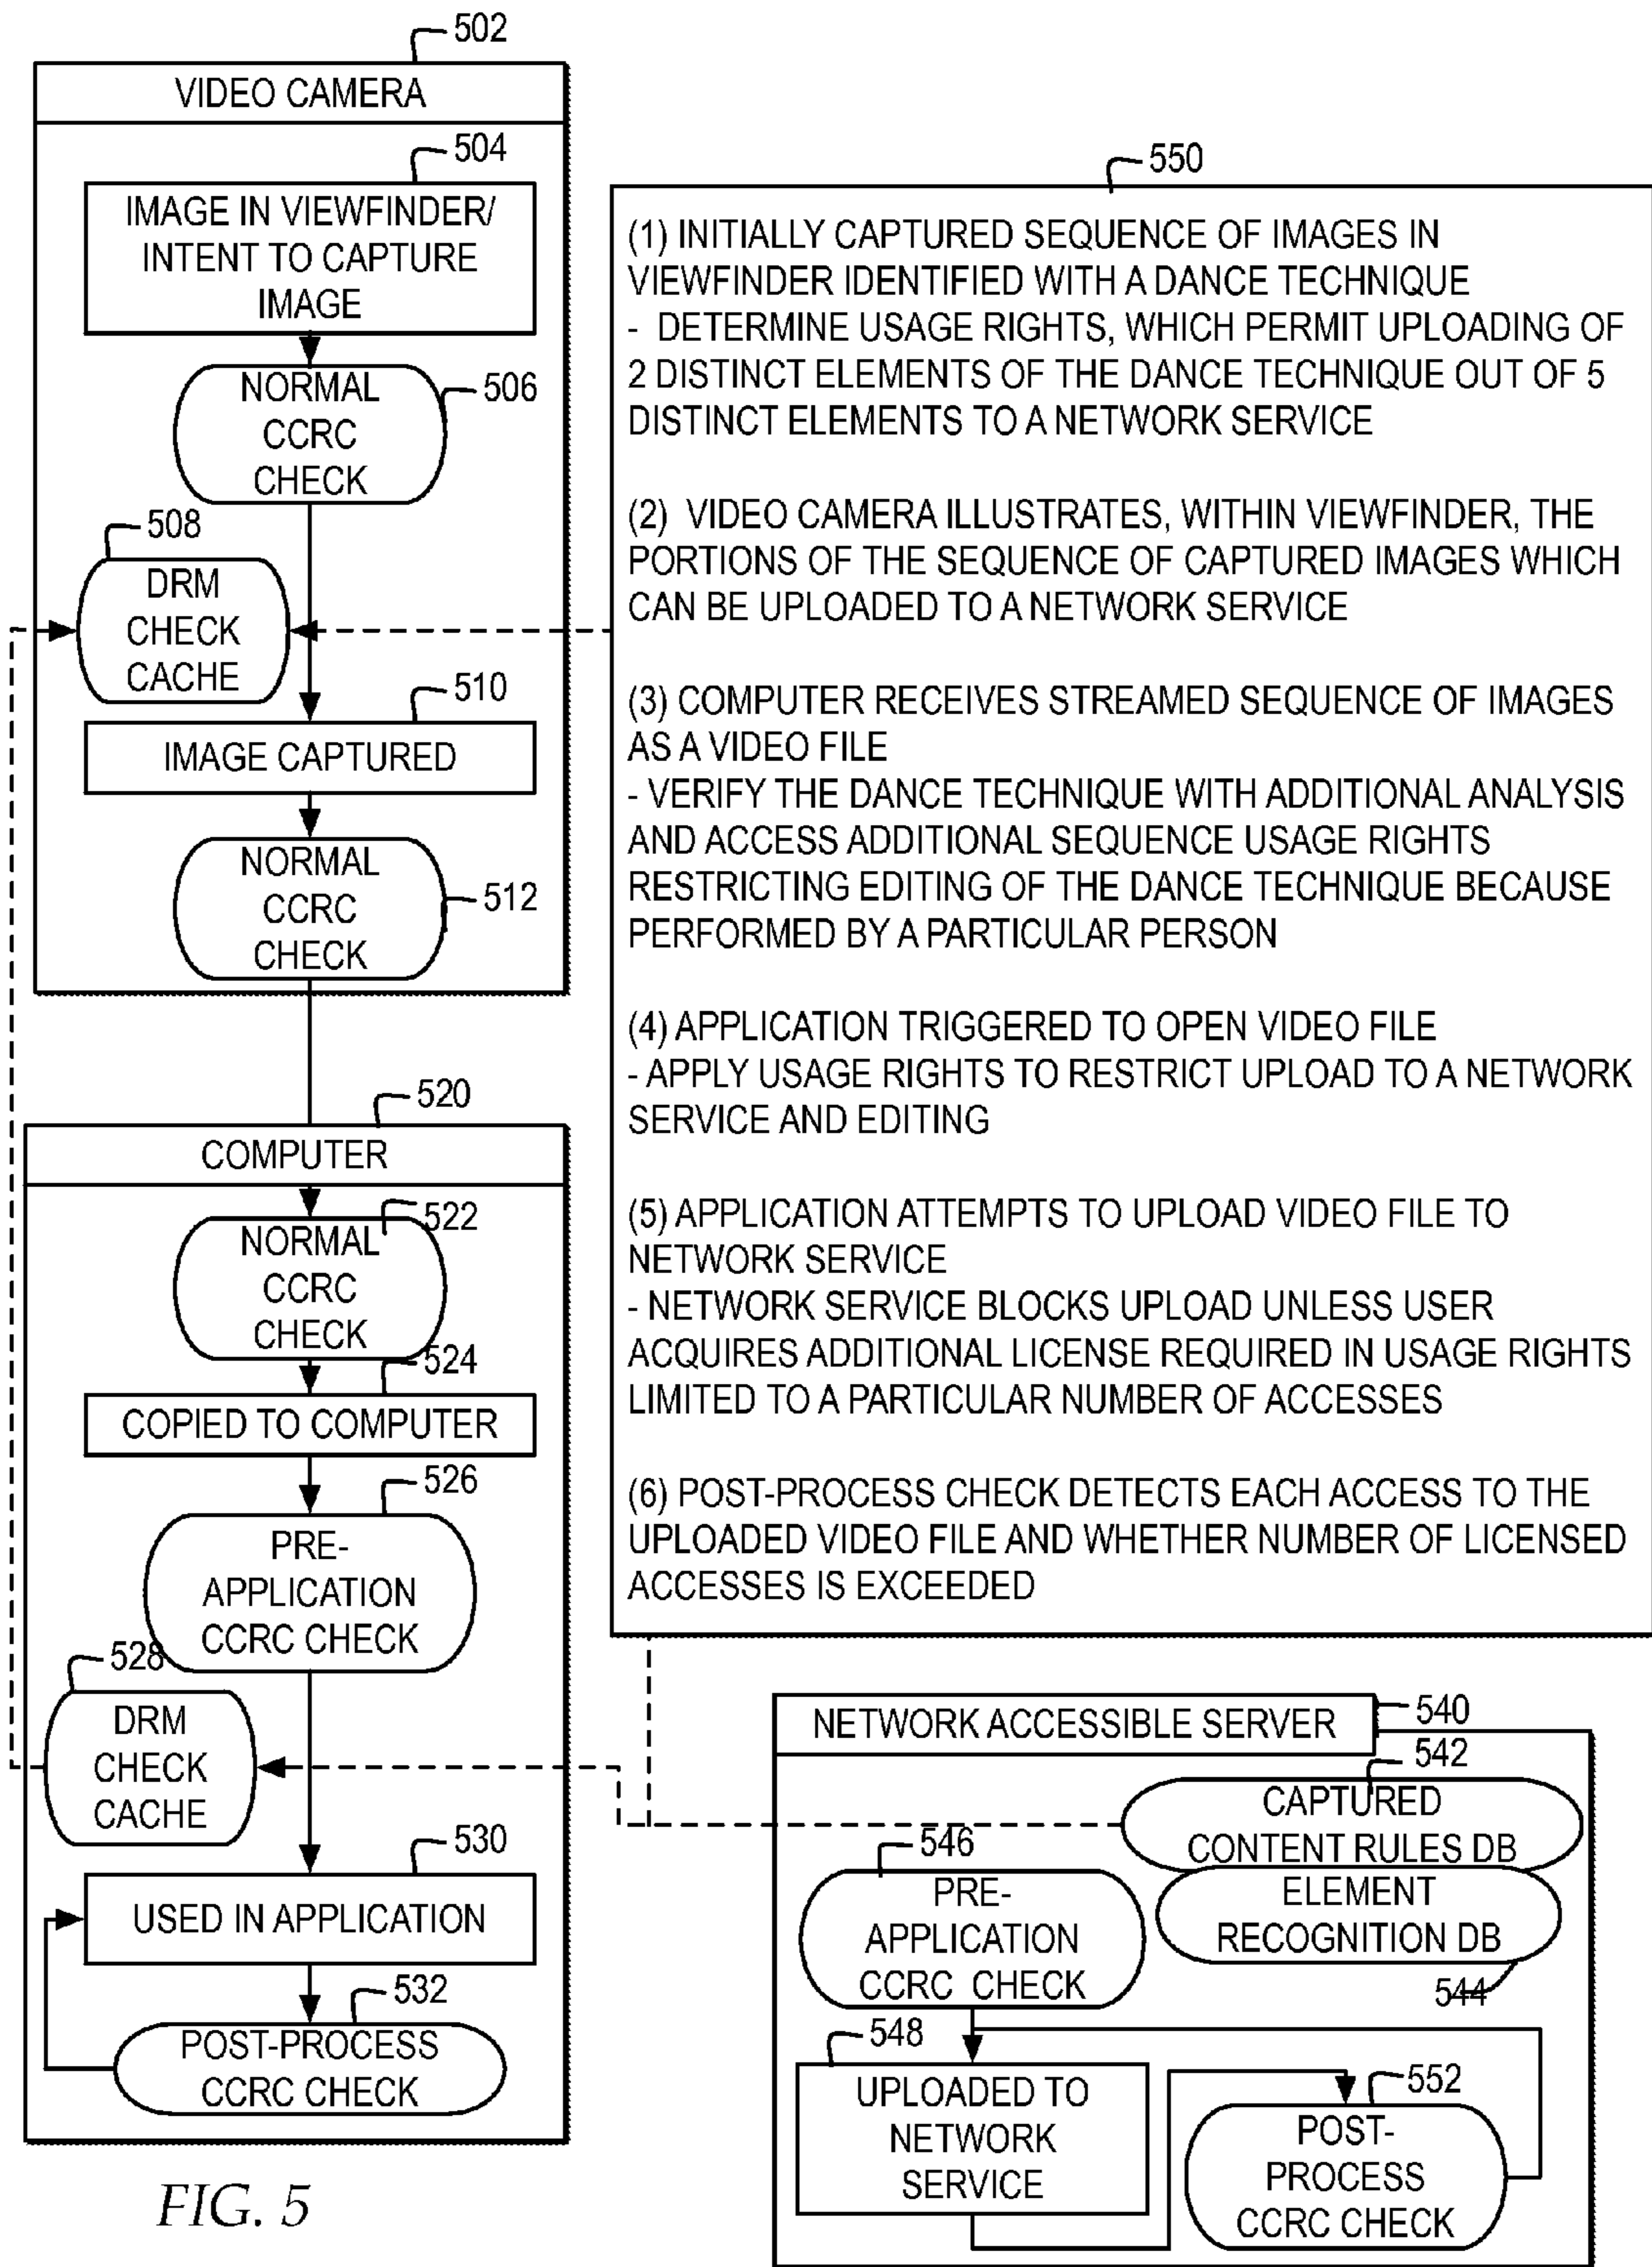 502
VIDEO CAMERA
504
IMAGE IN VIEWFINDER/
INTENT TO CAPTURE
IMAGE
NORMAL
CCRC
CHECK
506
508
DRM
CHECK
CACHE
510
IMAGE CAPTURED
NORMAL
CCRC
CHECK
512
520
COMPUTER
522
NORMAL
CCRC
CHECK
524
COPIED TO COMPUTER
526
PRE-
APPLICATION
CCRC CHECK
528
DRM
CHECK
CACHE
530
USED IN APPLICATION
532
POST-PROCESS
CCRC CHECK
FIG. 5
550
(1) INITIALLY CAPTURED SEQUENCE OF IMAGES IN
VIEWFINDER IDENTIFIED WITH A DANCE TECHNIQUE
- DETERMINE USAGE RIGHTS, WHICH PERMIT UPLOADING OF
2 DISTINCT ELEMENTS OF THE DANCE TECHNIQUE OUT OF 5
DISTINCT ELEMENTS TO A NETWORK SERVICE
(2) VIDEO CAMERA ILLUSTRATES, WITHIN VIEWFINDER, THE
PORTIONS OF THE SEQUENCE OF CAPTURED IMAGES WHICH
CAN BE UPLOADED TO A NETWORK SERVICE
(3) COMPUTER RECEIVES STREAMED SEQUENCE OF IMAGES
AS A VIDEO FILE
- VERIFY THE DANCE TECHNIQUE WITH ADDITIONAL ANALYSIS
AND ACCESS ADDITIONAL SEQUENCE USAGE RIGHTS
RESTRICTING EDITING OF THE DANCE TECHNIQUE BECAUSE
PERFORMED BY A PARTICULAR PERSON
(4) APPLICATION TRIGGERED TO OPEN VIDEO FILE
- APPLY USAGE RIGHTS TO RESTRICT UPLOAD TO A NETWORK
SERVICE AND EDITING
(5) APPLICATION ATTEMPTS TO UPLOAD VIDEO FILE TO
NETWORK SERVICE
- NETWORK SERVICE BLOCKS UPLOAD UNLESS USER
ACQUIRES ADDITIONAL LICENSE REQUIRED IN USAGE RIGHTS
LIMITED TO A PARTICULAR NUMBER OF ACCESSES
(6) POST-PROCESS CHECK DETECTS EACH ACCESS TO THE
UPLOADED VIDEO FILE AND WHETHER NUMBER OF LICENSED
ACCESSES IS EXCEEDED
NETWORK ACCESSIBLE SERVER
540
542
CAPTURED
CONTENT RULES DB
ELEMENT
RECOGNITION DB
544
546
PRE-
APPLICATION
CCRC CHECK
548
UPLOADED TO
NETWORK
SERVICE
552
POST-
PROCESS
CCRC CHECK